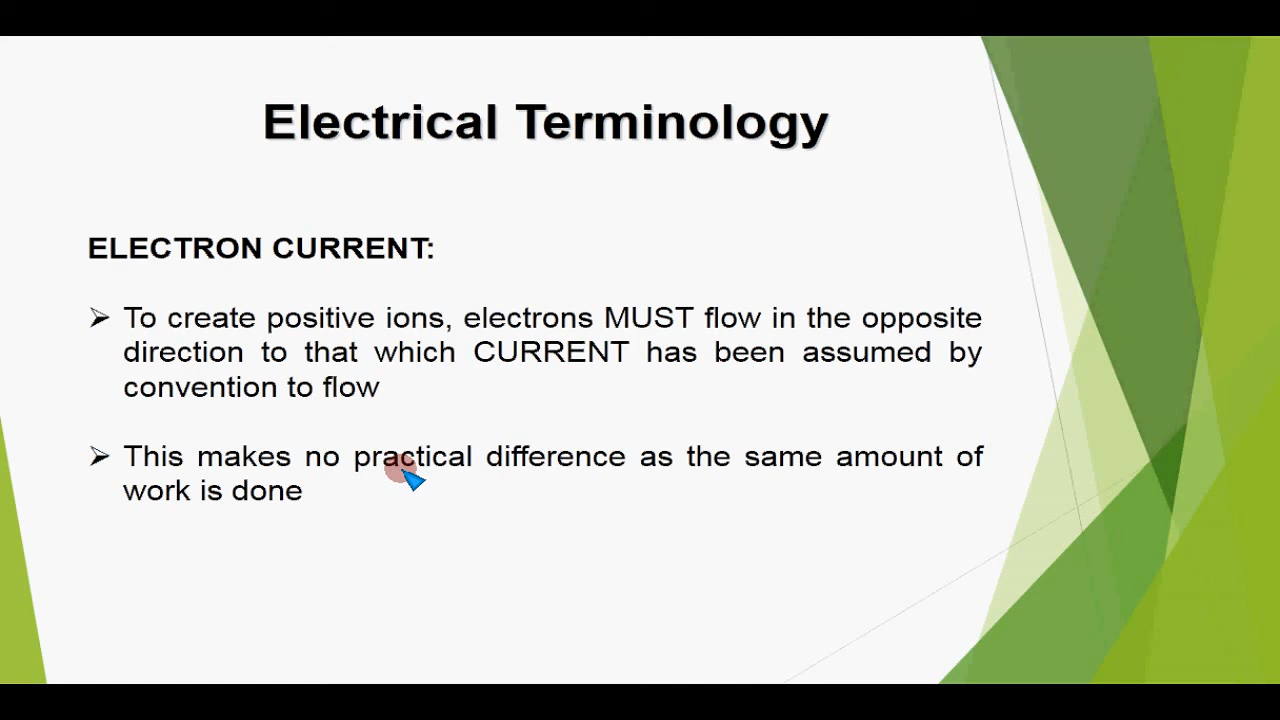 Electrical Terminology
ELECTRON CURRENT:
➢ To create positive ions, electrons MUST flow in the opposite
direction to that which CURRENT has been assumed by
convention to flow
➢ This makes no practical difference as the same amount of
work is done